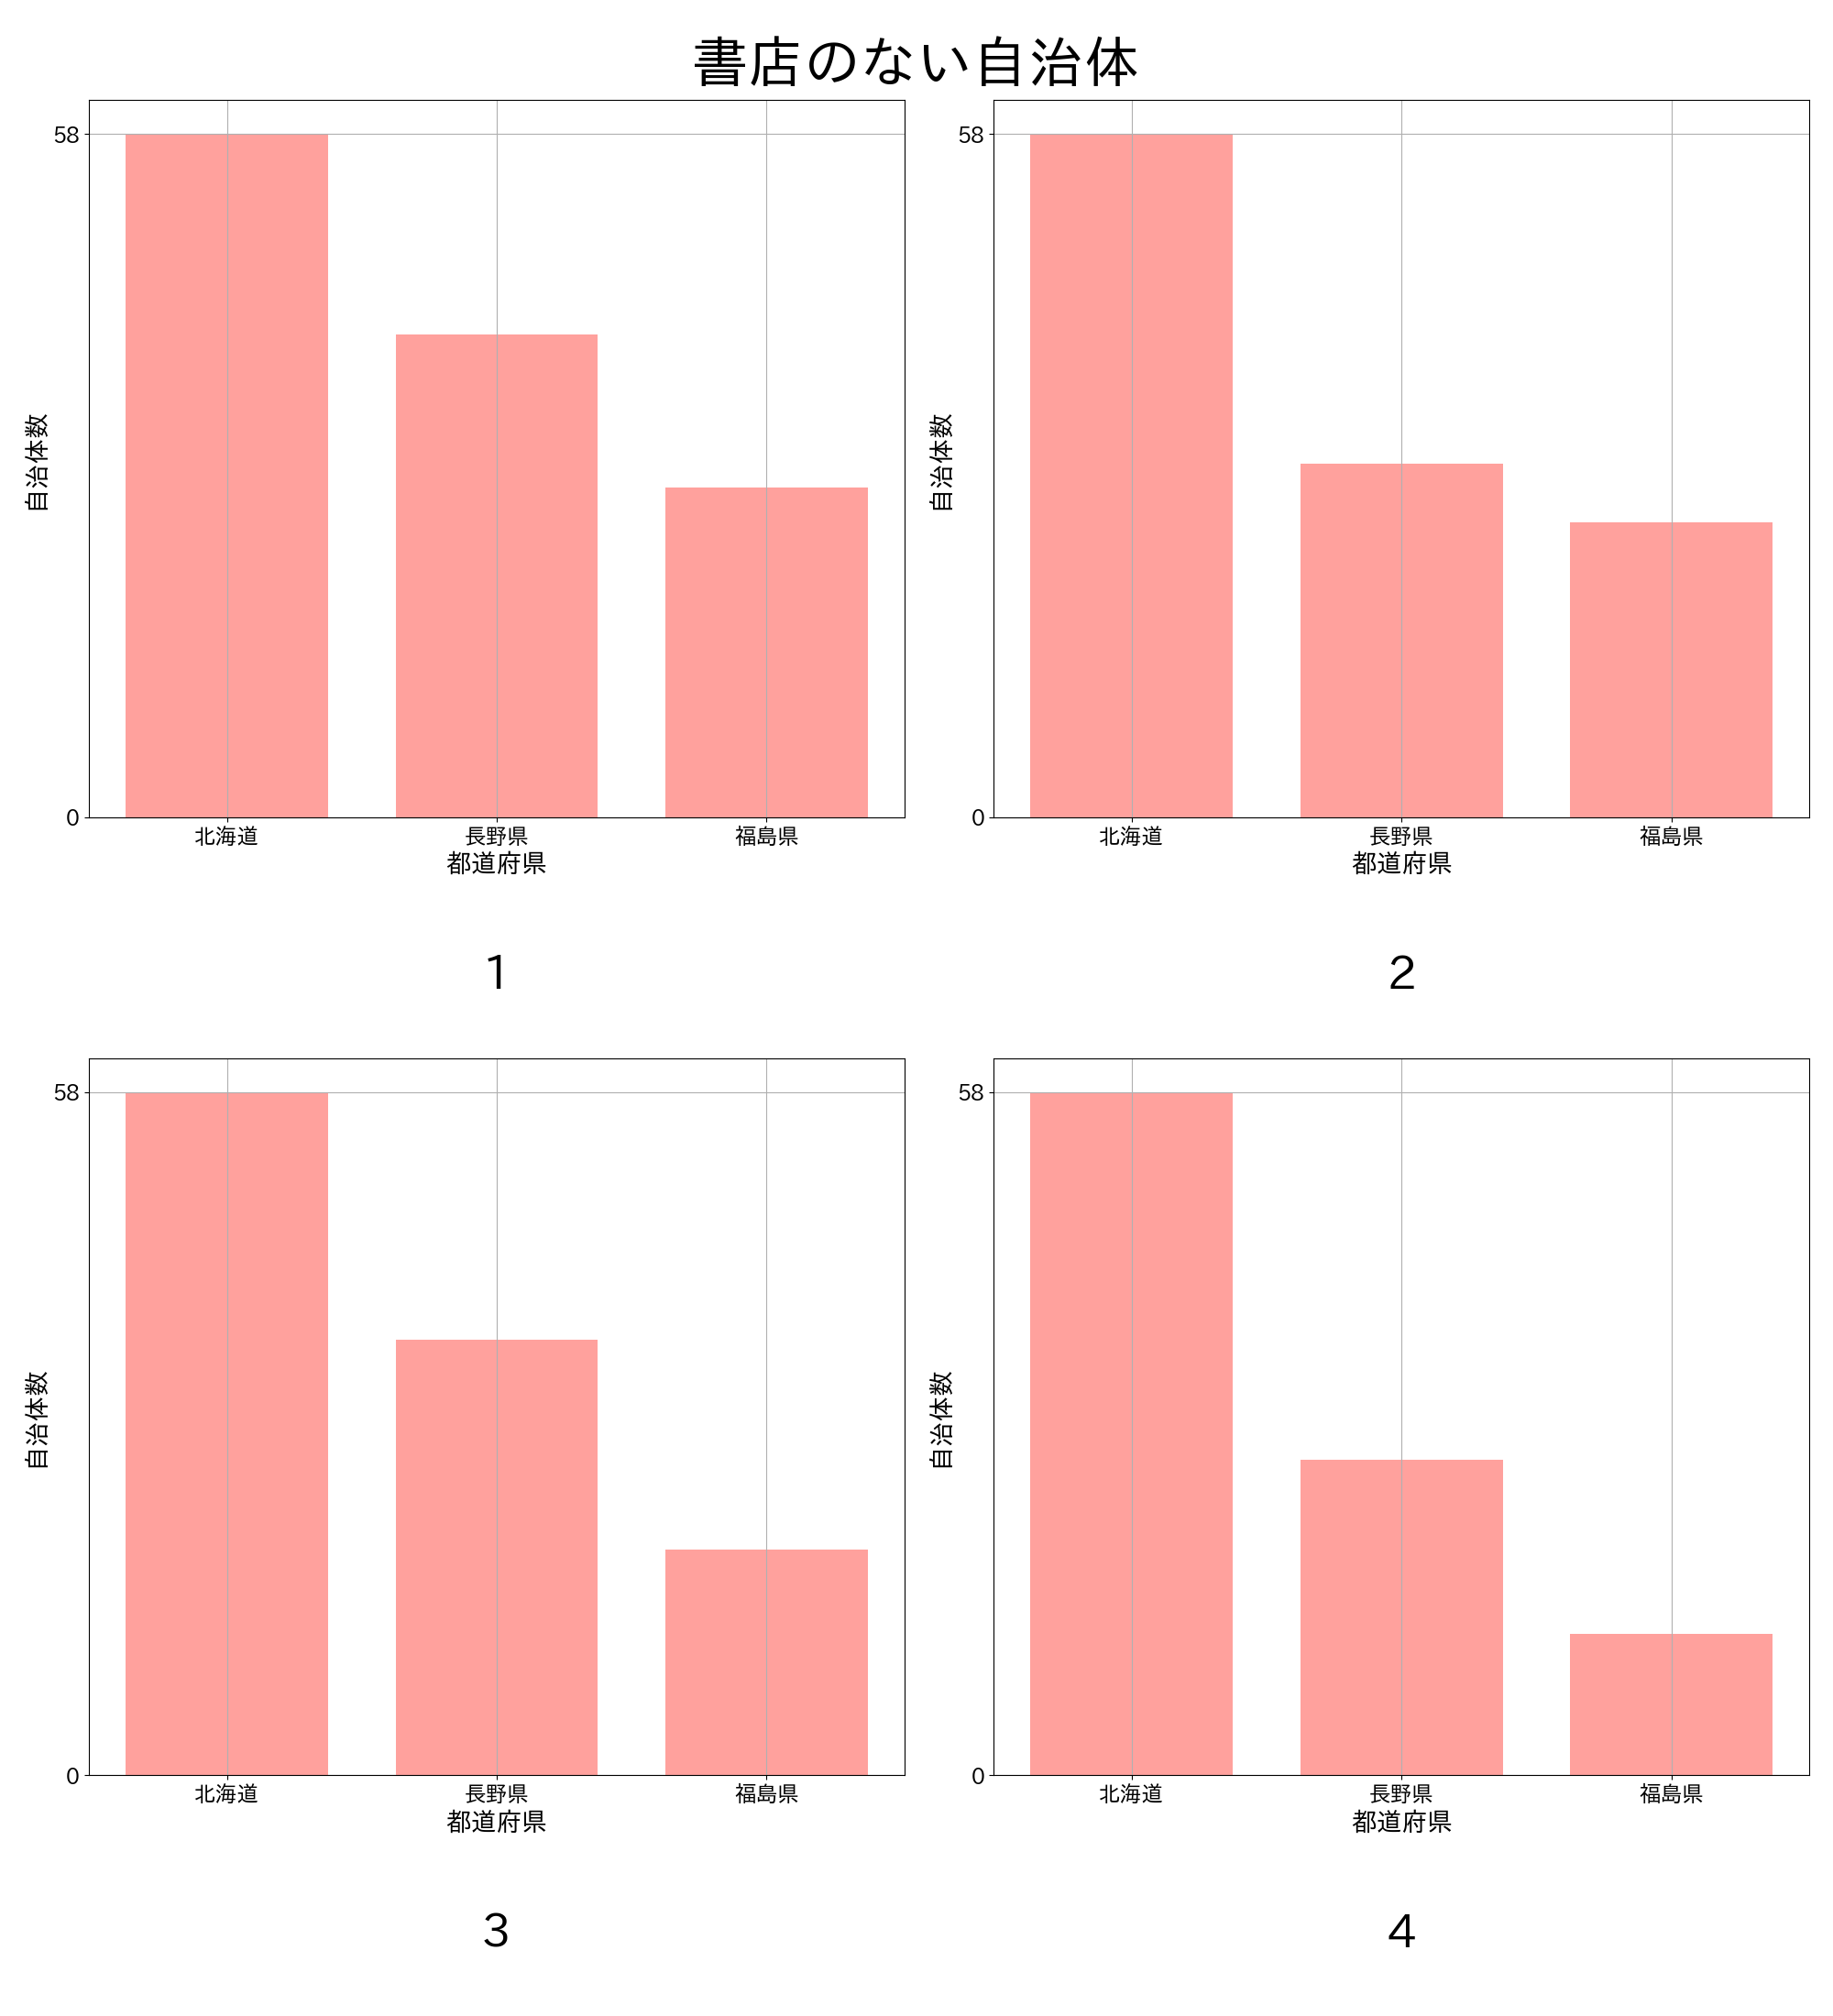 書店のない自治体
58
0
自治体数
北海道 長野県 福島県
都道府県
1
58
0
自治体数
北海道 長野県 福島県
都道府県
2
58
0
自治体数
北海道 長野県 福島県
都道府県
3
58
0
自治体数
北海道 長野県 福島県
都道府県
4